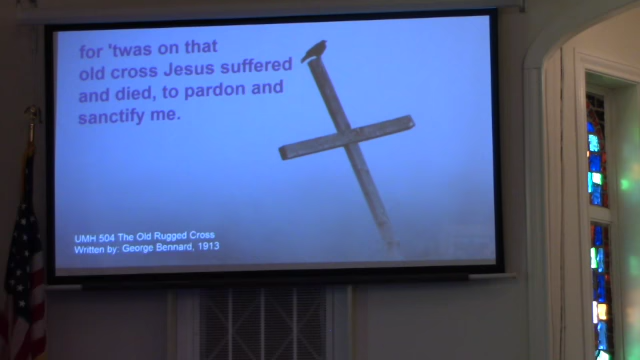 for 'twas on that
old cross Jesus suffered
and died, to pardon and
sanctify me.
UMH 504 The Old Rugged Cross
Written by: George Bennard, 1913